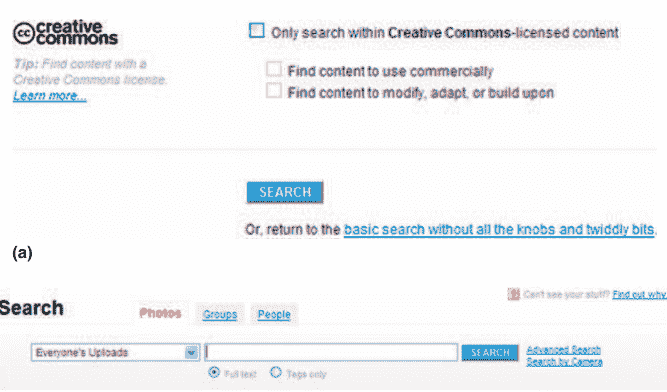 cc creative commons
Only search within Creative Commons-licensed content
Tip: Find content with a
Creative Commons license.
Learn more...
Find content to use commercially
Find content to modify, adapt, or build upon
SEARCH
Or, return to the basic search without all the knobs and twiddly bits.
(a)
Can't see your stuff? Find out why.
Search
Photos Groups People
Everyone's Uploads SEARCH Advanced Search
Search by Camera
Full text Tags only